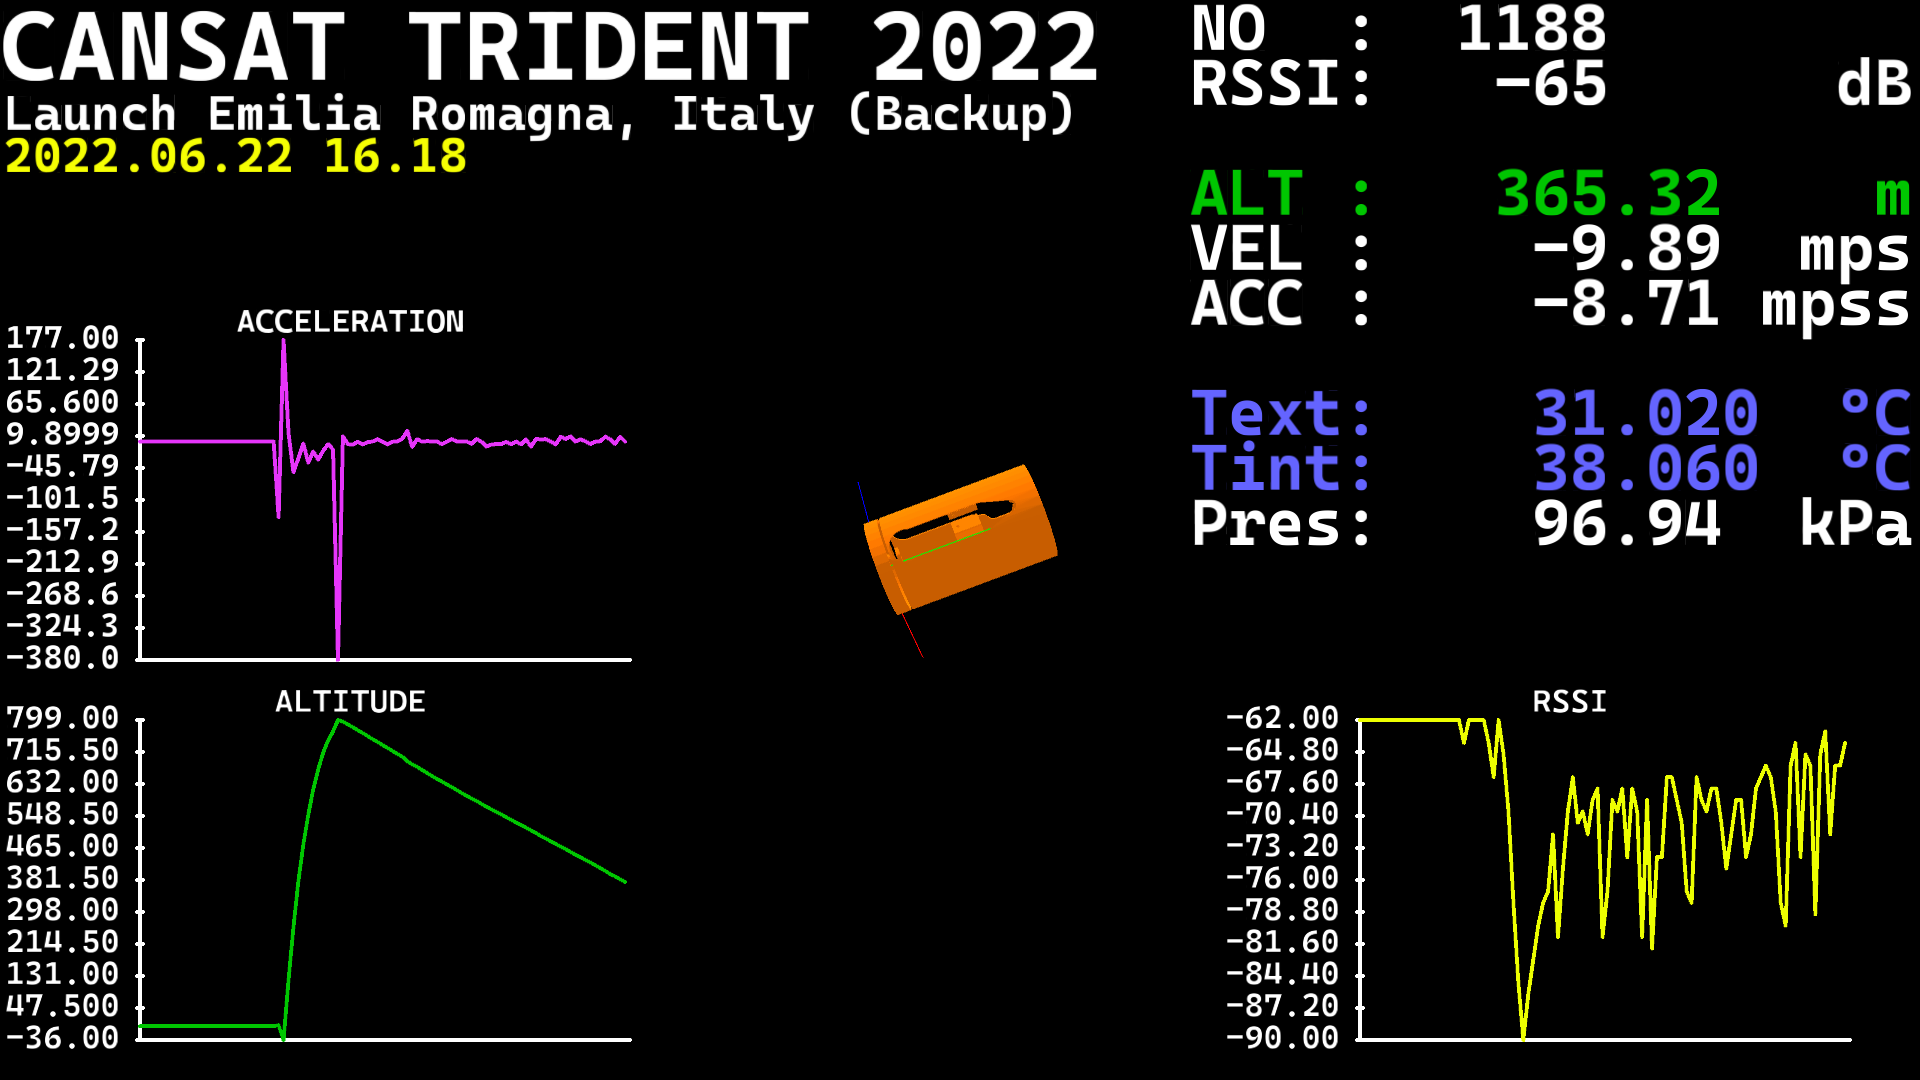 CANSAT TRIDENT 2022
Launch Emilia Romagna, Italy (Backup)
2022.06.22 16.18
NO : 1188
RSSI: -65 dB
ALT : 365.32 m
VEL : -9.89 mps
ACC : -8.71 mpss
Text: 31.020 °C
Tint: 38.060 °C
Pres: 96.94 kPa
ACCELERATION
177.00
121.29
65.600
9.8999
-45.79
-101.5
-157.2
-212.9
-268.6
-324.3
-380.0
ALTITUDE
799.00
715.50
632.00
548.50
465.00
381.50
298.00
214.50
131.00
47.500
-36.00
RSSI
-62.00
-64.80
-67.60
-70.40
-73.20
-76.00
-78.80
-81.60
-84.40
-87.20
-90.00